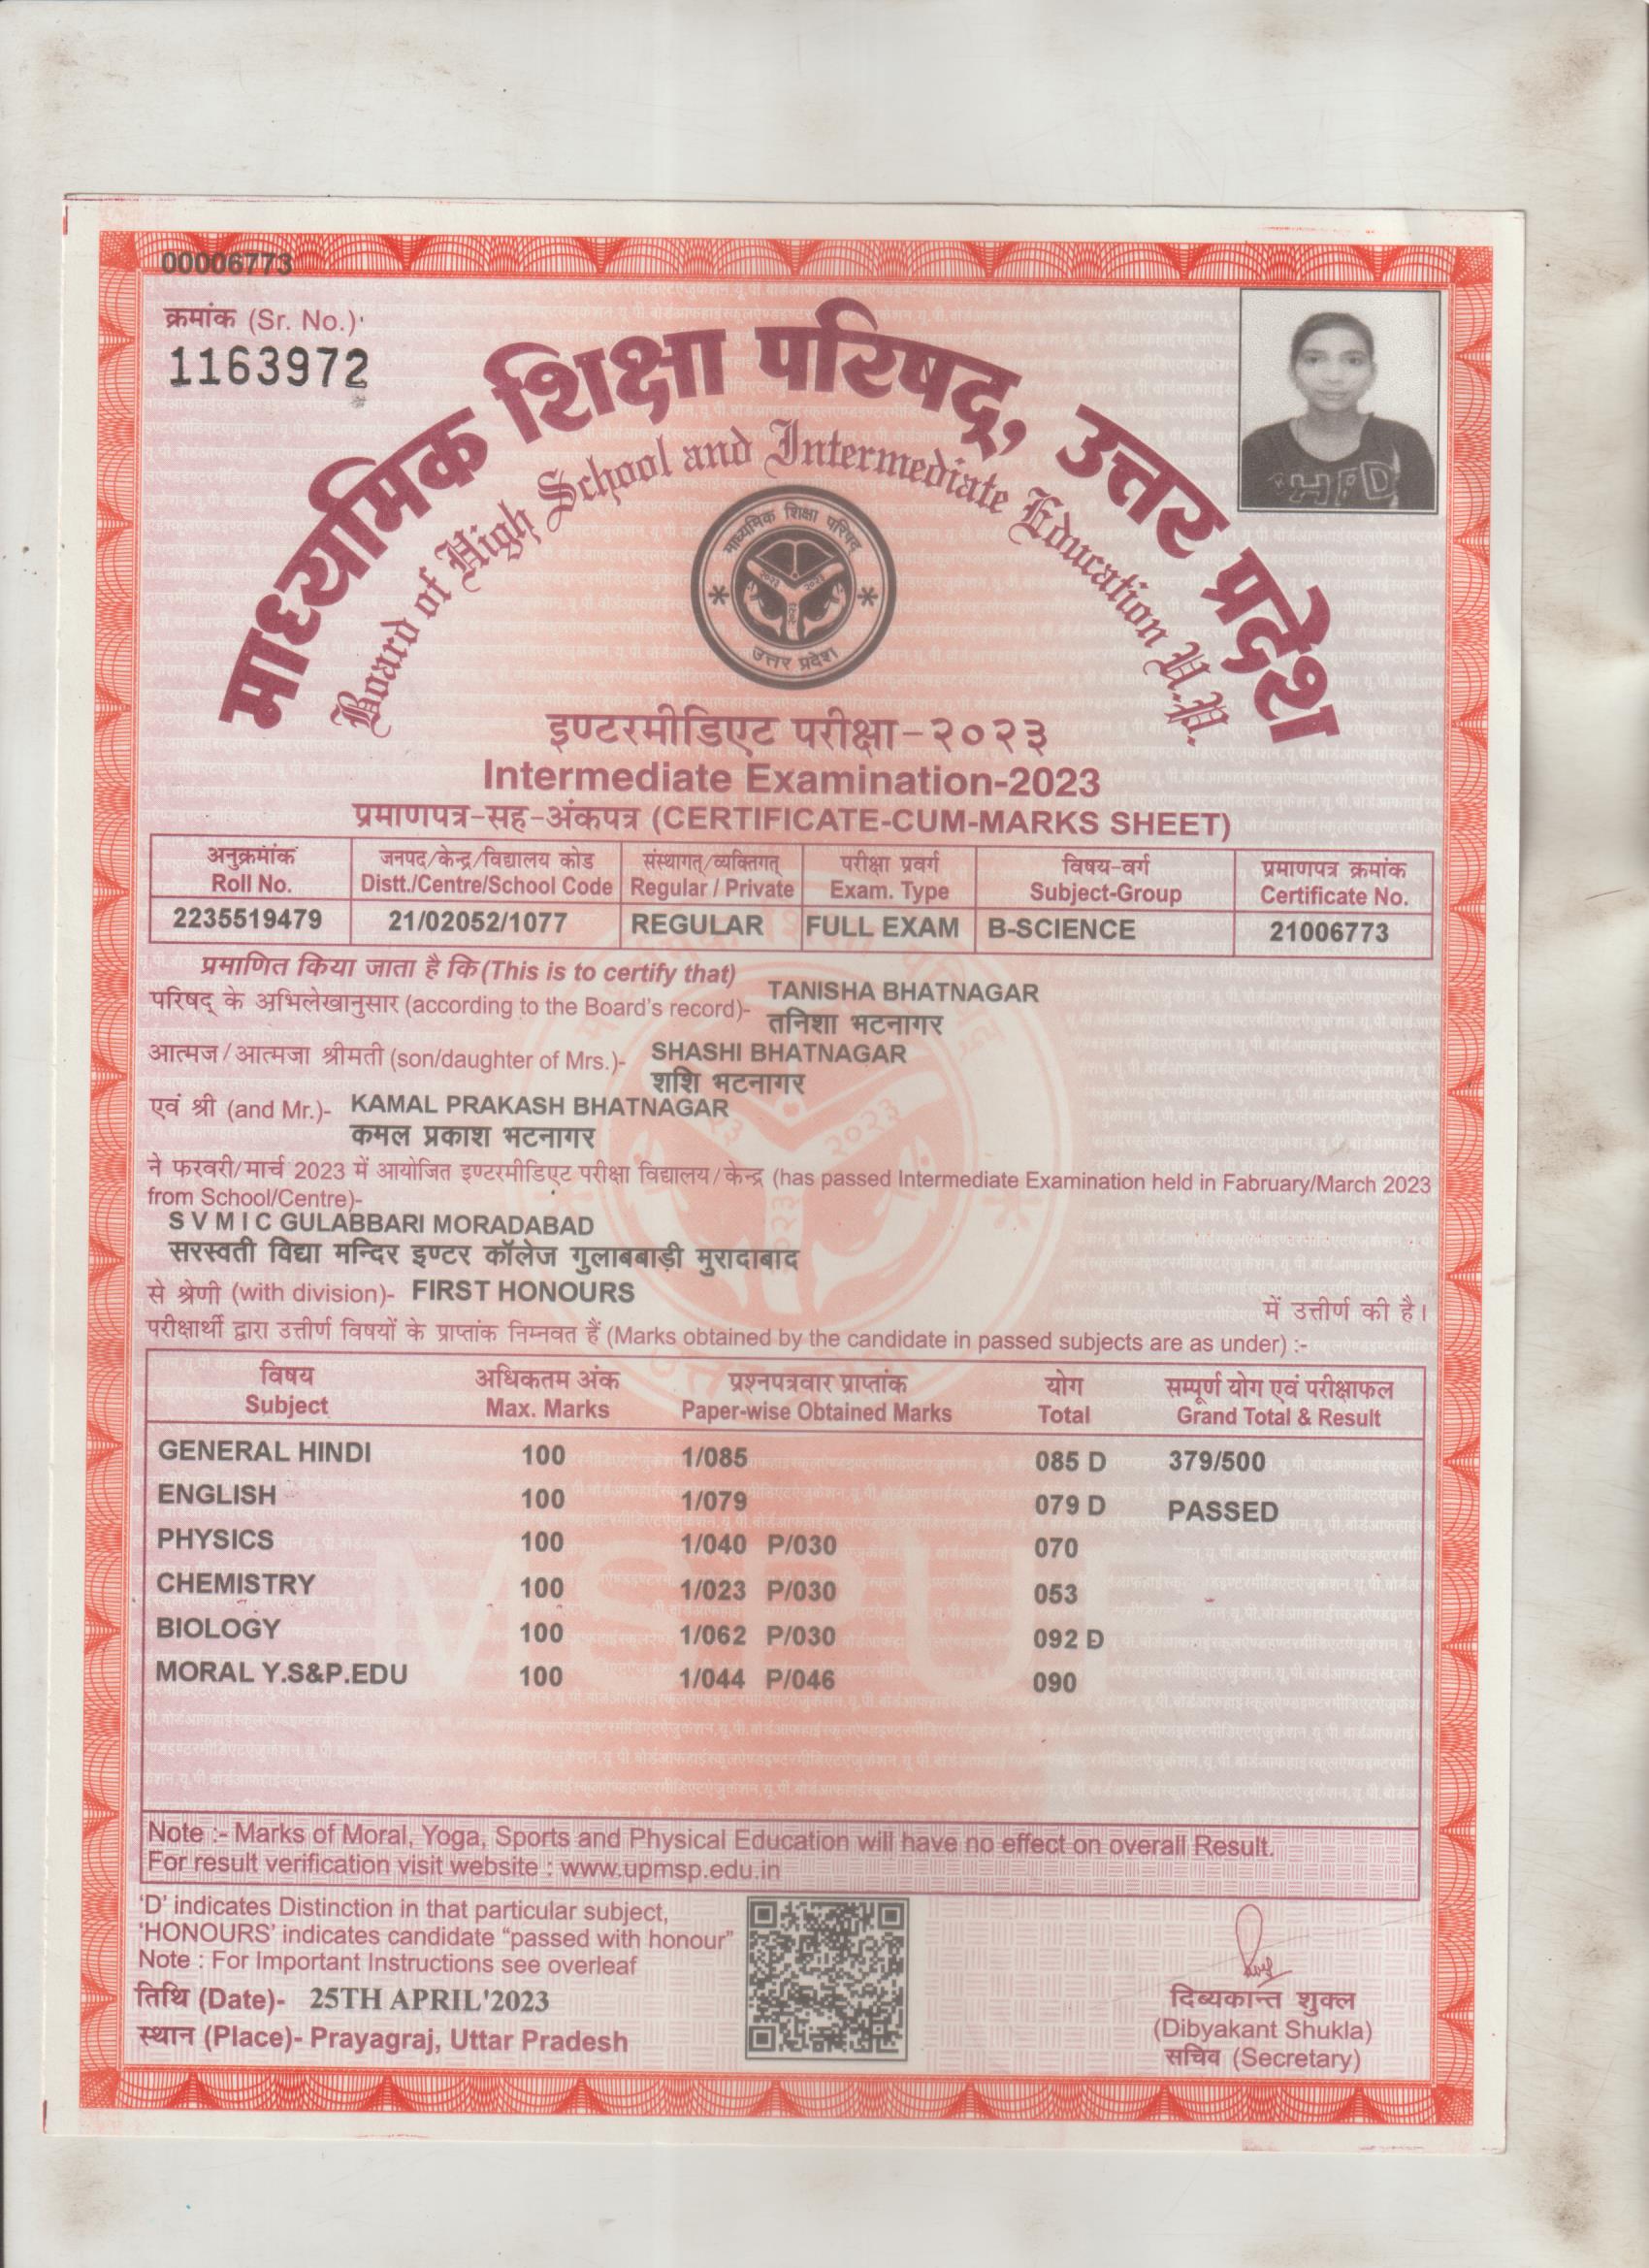 00006773
क्रमांक (Sr. No.)
1163972
माध्यमिक शिक्षा परिषद्, उत्तर प्रदेश
Board of High School and Intermediate Education U.P.
माध्यमिक शिक्षा परिषद
उत्तर प्रदेश
इण्टरमीडिएट परीक्षा-२०२३
Intermediate Examination-2023
प्रमाणपत्र-सह-अंकपत्र (CERTIFICATE-CUM-MARKS SHEET)
अनुक्रमांक जनपद/केन्द्र/विद्यालय कोड संस्थागत्/व्यक्तिगत् परीक्षा प्रवर्ग विषय-वर्ग प्रमाणपत्र क्रमांक
Roll No. Distt./Centre/School Code Regular / Private Exam. Type Subject-Group Certificate No.
2235519479 21/02052/1077 REGULAR FULL EXAM B-SCIENCE 21006773
प्रमाणित किया जाता है कि (This is to certify that)
परिषद् के अभिलेखानुसार (according to the Board's record)- TANISHA BHATNAGAR
तनिशा भटनागर
आत्मज/आत्मजा श्रीमती (son/daughter of Mrs.)- SHASHI BHATNAGAR
शशि भटनागर
एवं श्री (and Mr.)- KAMAL PRAKASH BHATNAGAR
कमल प्रकाश भटनागर
ने फरवरी/मार्च 2023 में आयोजित इण्टरमीडिएट परीक्षा विद्यालय/केन्द्र (has passed Intermediate Examination held in Fabruary/March 2023
from School/Centre)-
S V M I C GULABBARI MORADABAD
सरस्वती विद्या मन्दिर इण्टर कॉलेज गुलाबबाड़ी मुरादाबाद
से श्रेणी (with division)- FIRST HONOURS में उत्तीर्ण की है।
परीक्षार्थी द्वारा उत्तीर्ण विषयों के प्राप्तांक निम्नवत हैं (Marks obtained by the candidate in passed subjects are as under) :-
विषय अधिकतम अंक प्रश्नपत्रवार प्राप्तांक योग सम्पूर्ण योग एवं परीक्षाफल
Subject Max. Marks Paper-wise Obtained Marks Total Grand Total & Result
GENERAL HINDI 100 1/085 085 D 379/500
ENGLISH 100 1/079 079 D PASSED
PHYSICS 100 1/040 P/030 070
CHEMISTRY 100 1/023 P/030 053
BIOLOGY 100 1/062 P/030 092 D
MORAL Y.S&P.EDU 100 1/044 P/046 090
Note :- Marks of Moral, Yoga, Sports and Physical Education will have no effect on overall Result.
For result verification visit website : www.upmsp.edu.in
'D' indicates Distinction in that particular subject,
'HONOURS' indicates candidate "passed with honour"
Note : For Important Instructions see overleaf
तिथि (Date)- 25TH APRIL'2023
स्थान (Place)- Prayagraj, Uttar Pradesh
दिब्यकान्त शुक्ल
(Dibyakant Shukla)
सचिव (Secretary)